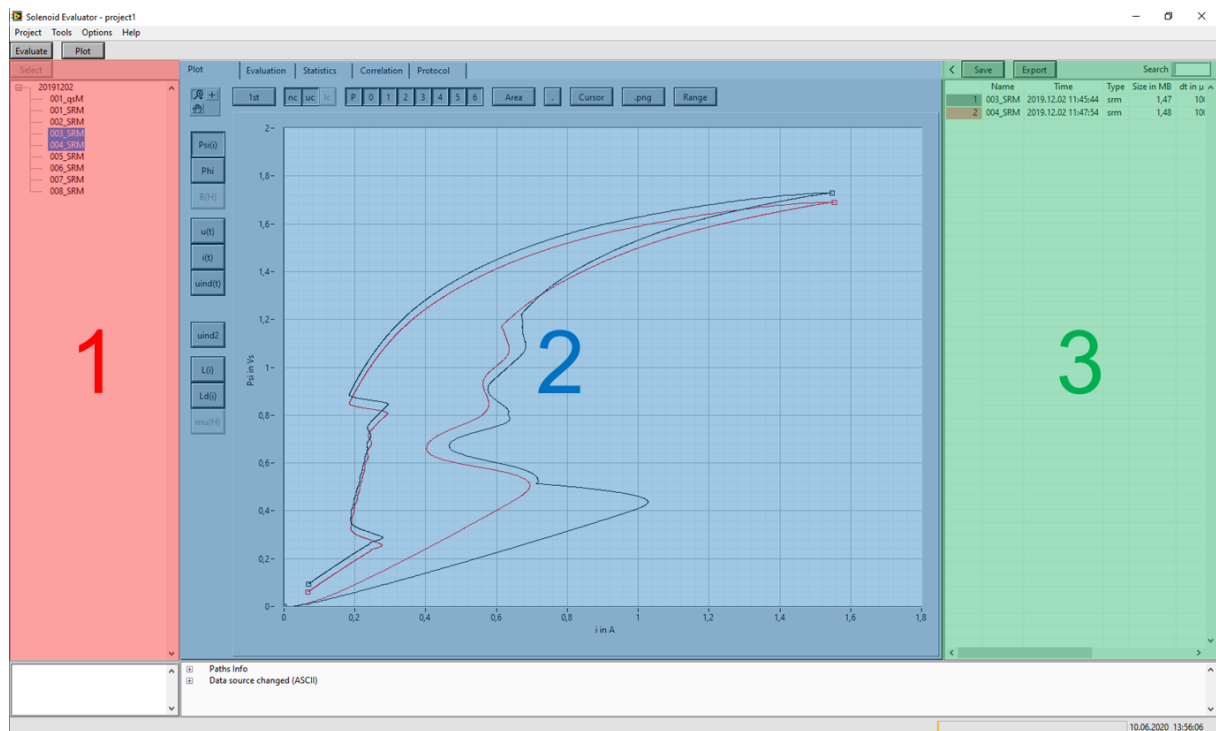 Solenoid Evaluator - project1
Project Tools Options Help
Evaluate Plot
Select
20191202
001_qsM
001_SRM
002_SRM
003_SRM
004_SRM
005_SRM
006_SRM
007_SRM
008_SRM
1
Plot Evaluation Statistics Correlation Protocol
1st nc uc lc P 0 1 2 3 4 5 6 Area . Cursor .png Range
Psi(i)
Phi
B(H)
u(t)
i(t)
uind(t)
uind2
L(i)
Ld(i)
mu(H)
Psi in Vs
2
1,8
1,6
1,4
1,2
1
0,8
0,6
0,4
0,2
0
0 0,2 0,4 0,6 0,8 1 1,2 1,4 1,6 1,8
i in A
2
< Save Export Search
Name Time Type Size in MB dt in µ
1 003_SRM 2019.12.02 11:45:44 srm 1,47 10
2 004_SRM 2019.12.02 11:47:54 srm 1,48 10
3
Paths Info
Data source changed (ASCII)
10.06.2020 13:56:06